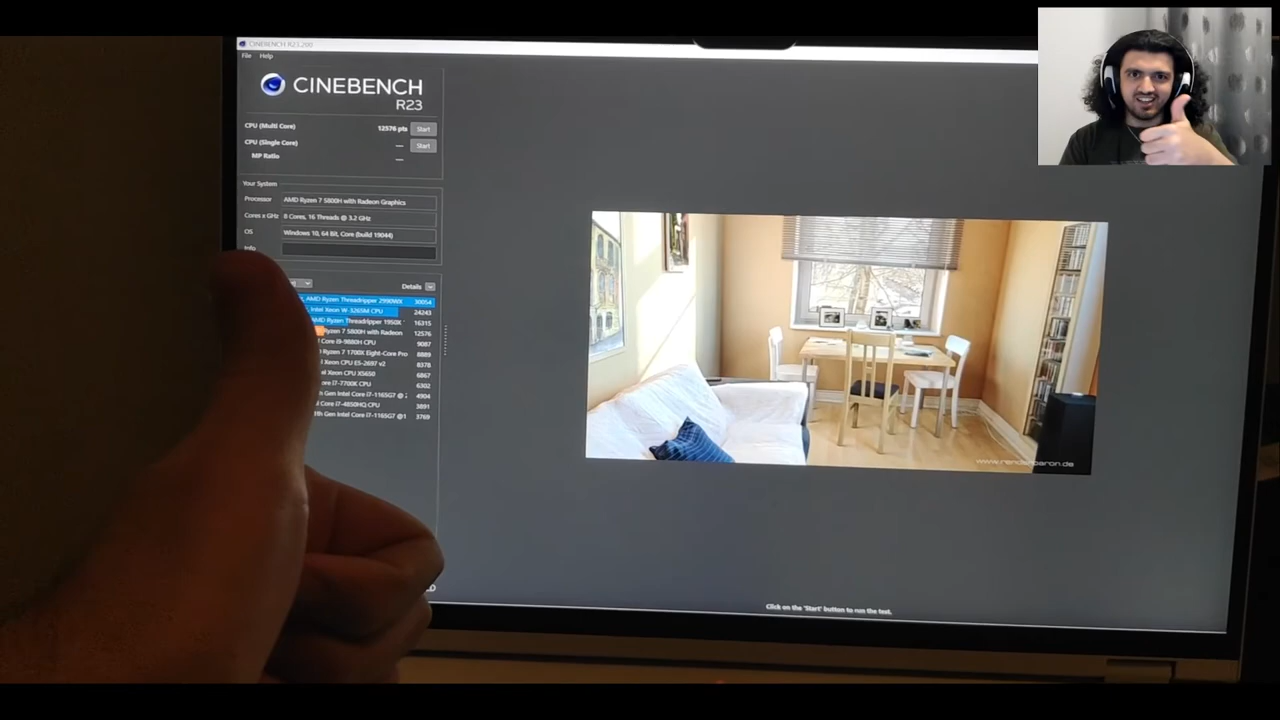 CINEBENCH R23.200
File Help
CINEBENCH
R23
CPU (Multi Core) 12576 pts Start
CPU (Single Core) --- Start
MP Ratio ---
Your System
Processor AMD Ryzen 7 5800H with Radeon Graphics
Cores x GHz 8 Cores, 16 Threads @ 3.2 GHz
OS Windows 10, 64 Bit, Core (build 19044)
Info
Details
AMD Ryzen Threadripper 2990WX 30054
Intel Xeon W-3265M CPU 24243
AMD Ryzen Threadripper 1950X 16315
Ryzen 7 5800H with Radeon 12576
Core i9-9880H CPU 9087
Ryzen 7 1700X Eight-Core Pro 8889
Xeon CPU E5-2697 v2 8378
Xeon CPU X5650 6867
ore i7-7700K CPU 6302
h Gen Intel Core i7-1165G7 @ 4904
Core i7-4850HQ CPU 3891
th Gen Intel Core i7-1165G7 @1 3769
www.renderbaron.de
Click on the 'Start' button to run the test.